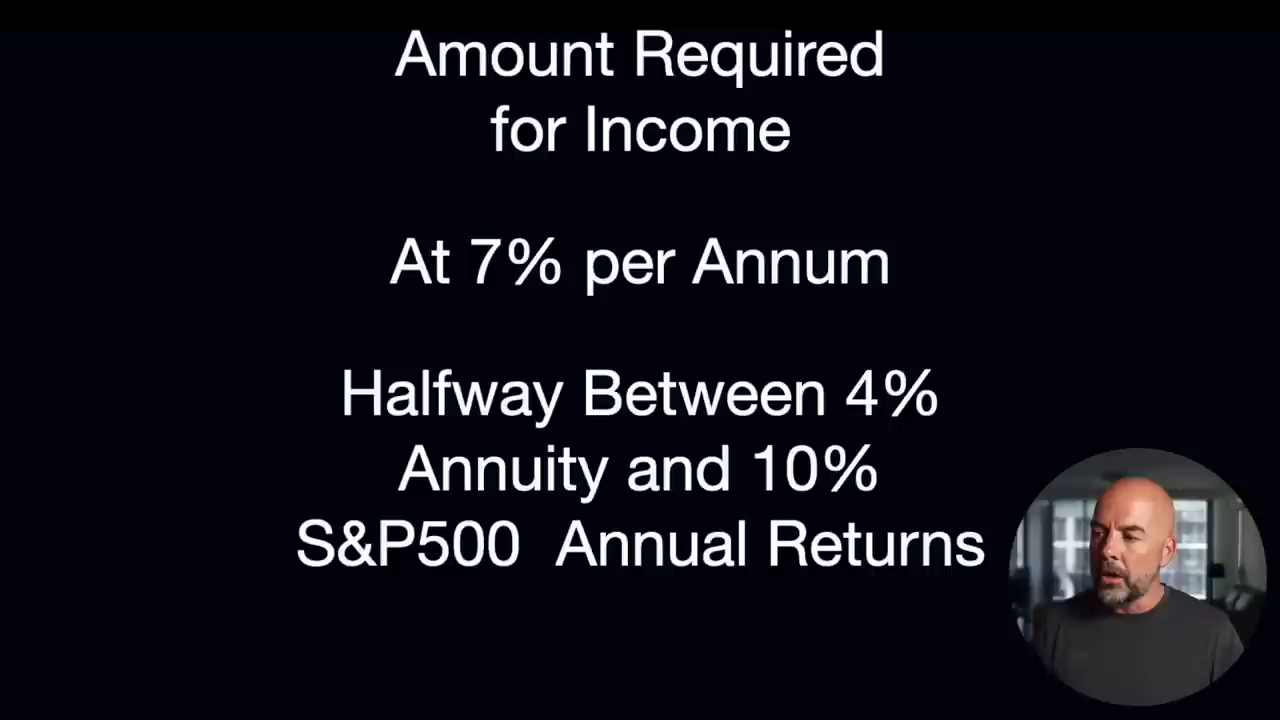 Amount Required
for Income
At 7% per Annum
Halfway Between 4%
Annuity and 10%
S&P500  Annual Returns